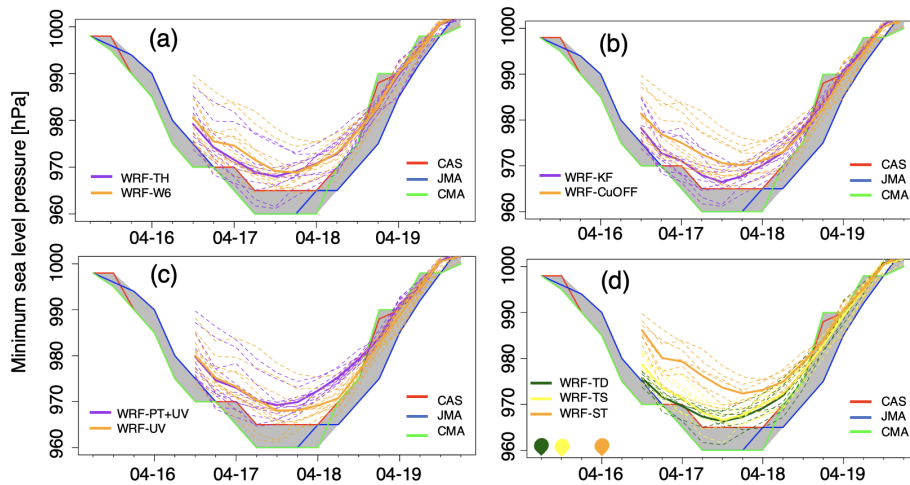 Minimum sea level pressure [hPa]
(a)
1000
990
980
970
960
WRF-TH
WRF-W6
CAS
JMA
CMA
04-16 04-17 04-18 04-19
(b)
1000
990
980
970
960
WRF-KF
WRF-CuOFF
CAS
JMA
CMA
04-16 04-17 04-18 04-19
(c)
1000
990
980
970
960
WRF-PT+UV
WRF-UV
CAS
JMA
CMA
04-16 04-17 04-18 04-19
(d)
1000
990
980
970
960
WRF-TD
WRF-TS
WRF-ST
CAS
JMA
CMA
04-16 04-17 04-18 04-19